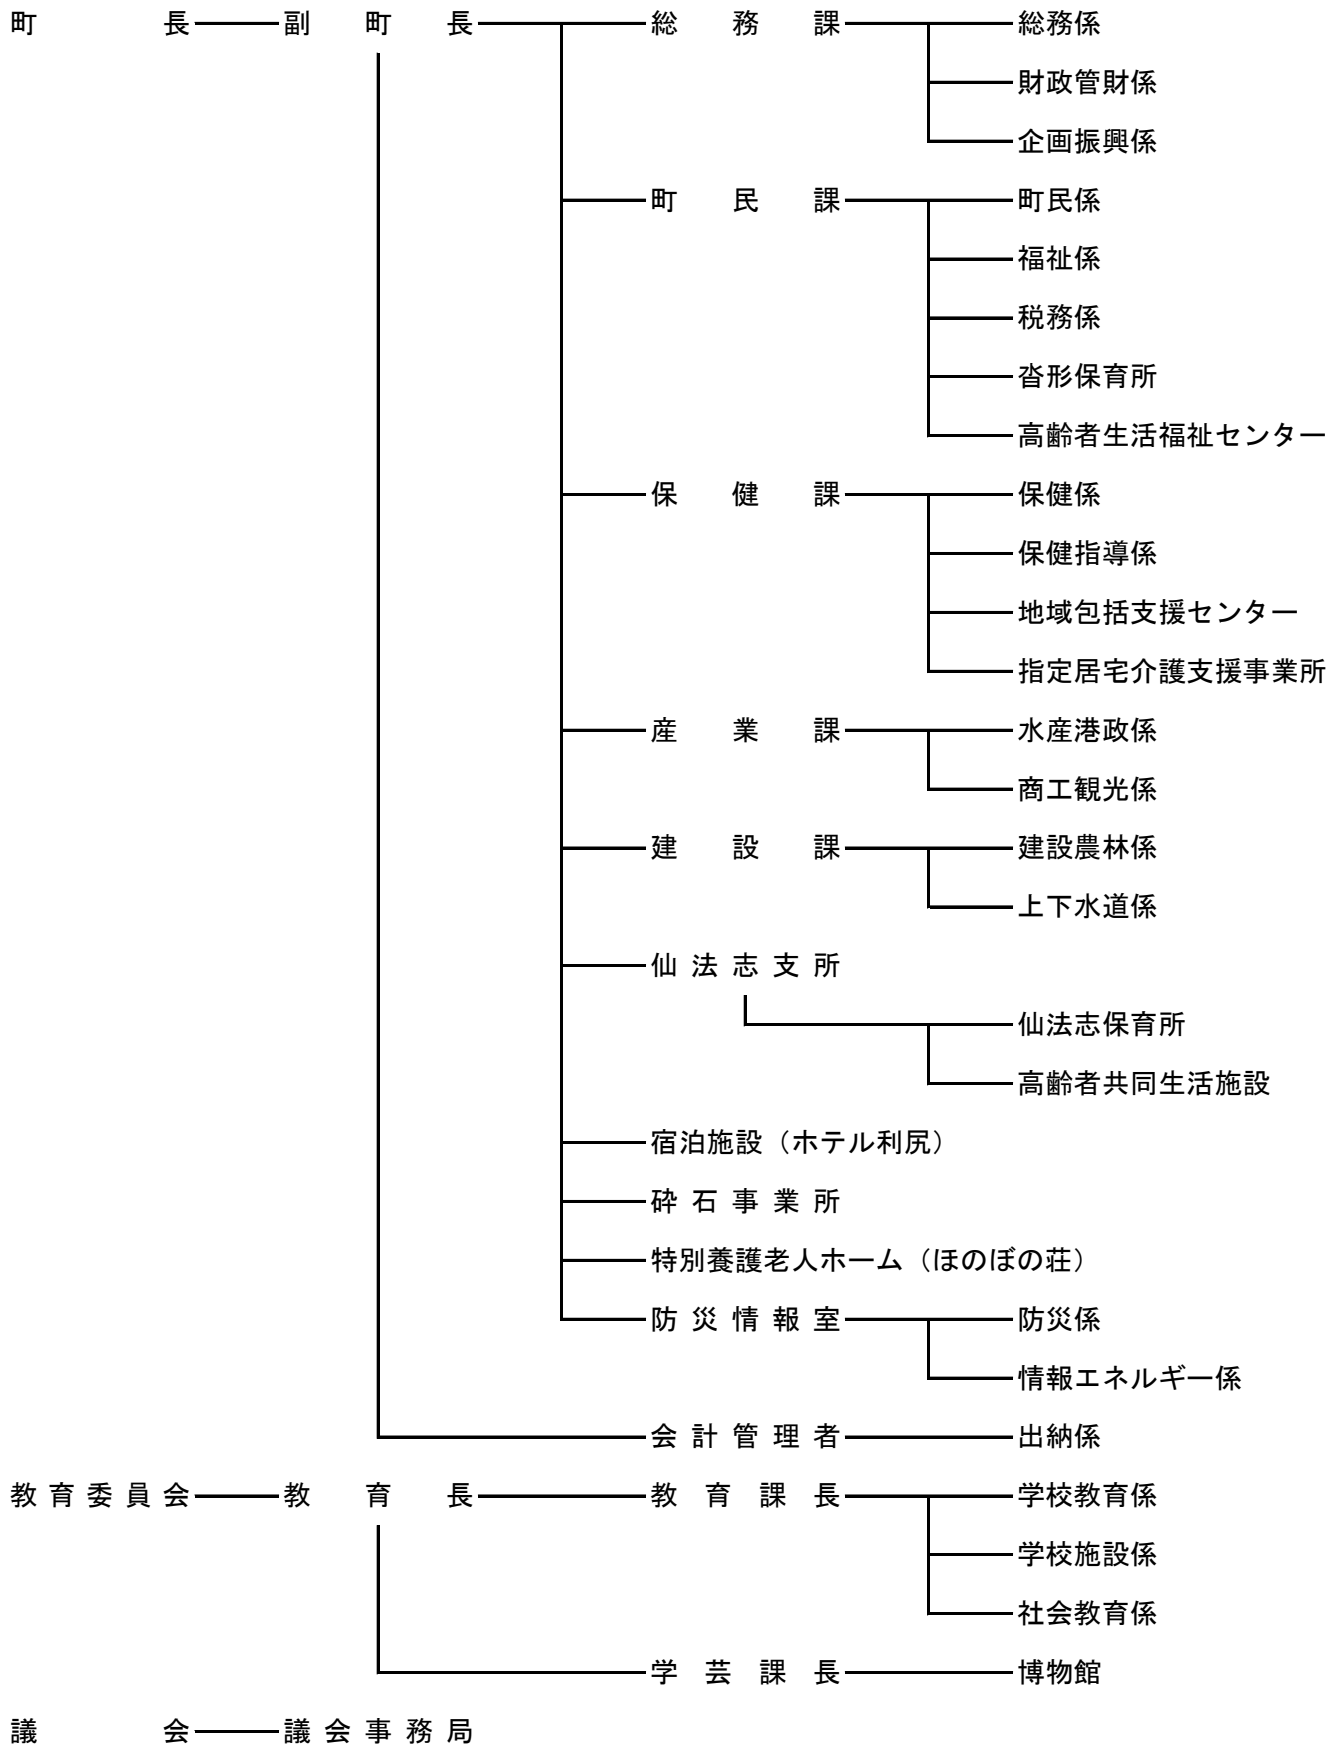 町長 副町長 総務課 総務係
財政管財係
企画振興係
町民課 町民係
福祉係
税務係
沓形保育所
高齢者生活福祉センター
保健課 保健係
保健指導係
地域包括支援センター
指定居宅介護支援事業所
産業課 水産港政係
商工観光係
建設課 建設農林係
上下水道係
仙法志支所
仙法志保育所
高齢者共同生活施設
宿泊施設（ホテル利尻）
砕石事業所
特別養護老人ホーム（ほのぼの荘）
防災情報室 防災係
情報エネルギー係
会計管理者 出納係
教育委員会 教育長 教育課長 学校教育係
学校施設係
社会教育係
学芸課長 博物館
議会 議会事務局